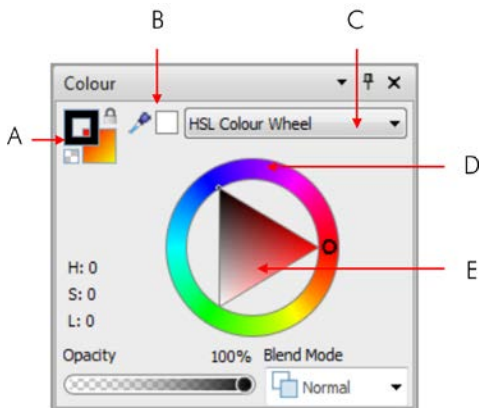 B
C
Colour
HSL Colour Wheel
A
D
E
H: 0
S: 0
L: 0
Opacity 100% Blend Mode
Normal